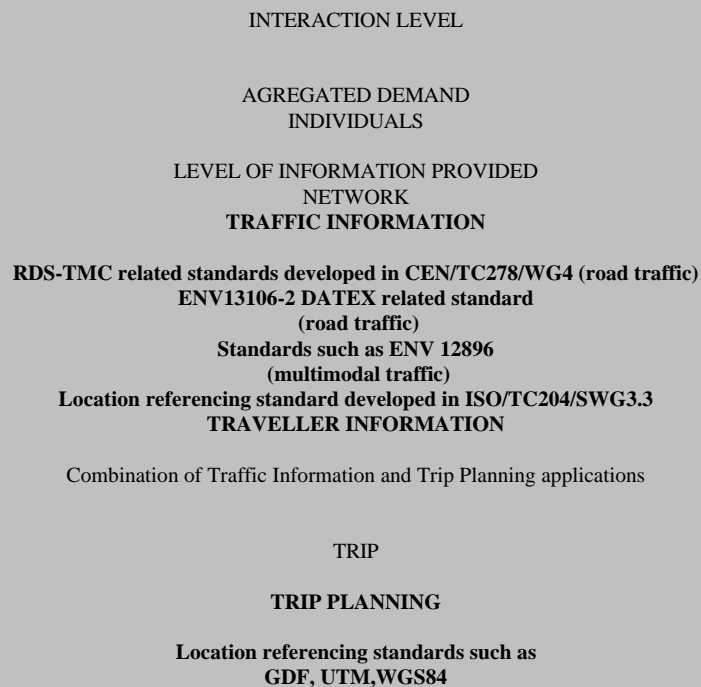 INTERACTION LEVEL
AGREGATED DEMAND
INDIVIDUALS
LEVEL OF INFORMATION PROVIDED
NETWORK
TRAFFIC INFORMATION
RDS-TMC related standards developed in CEN/TC278/WG4 (road traffic)
ENV13106-2 DATEX related standard
(road traffic)
Standards such as ENV 12896
(multimodal traffic)
Location referencing standard developed in ISO/TC204/SWG3.3
TRAVELLER INFORMATION
Combination of Traffic Information and Trip Planning applications
TRIP
TRIP PLANNING
Location referencing standards such as
GDF, UTM,WGS84